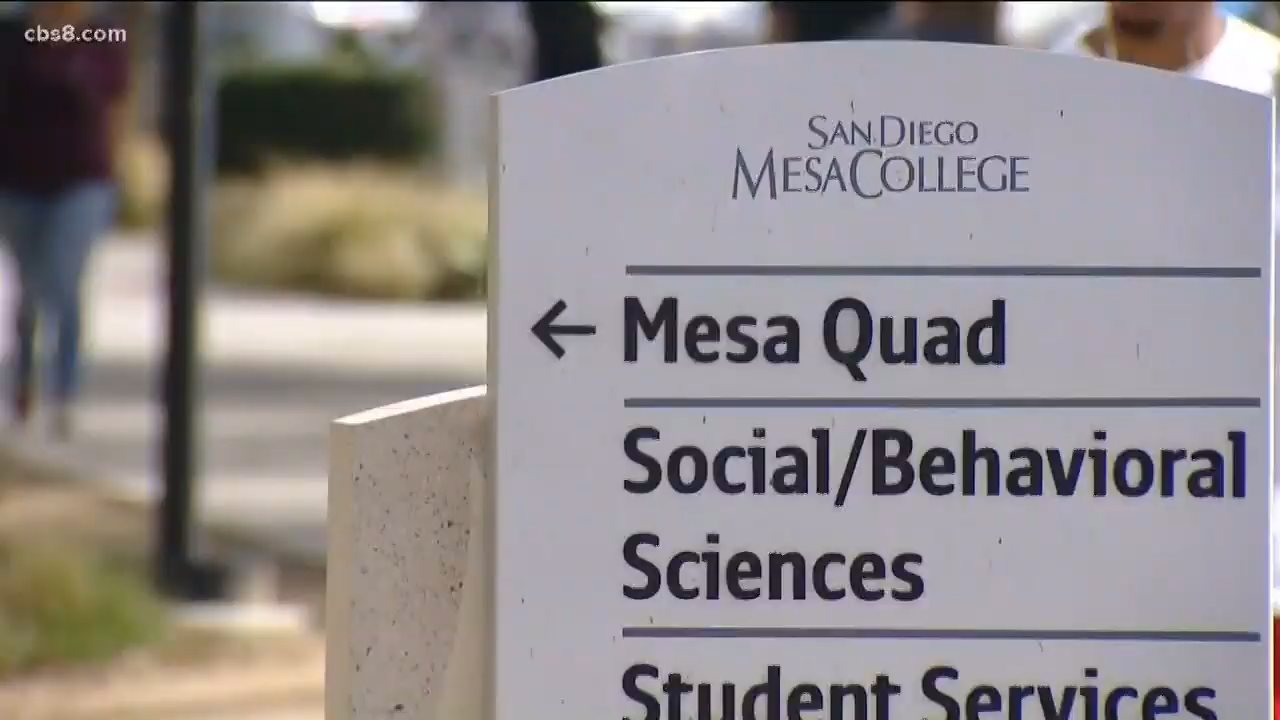 cbs8.com
SAN DIEGO
MESA COLLEGE
← Mesa Quad
Social/Behavioral
Sciences
Student Services